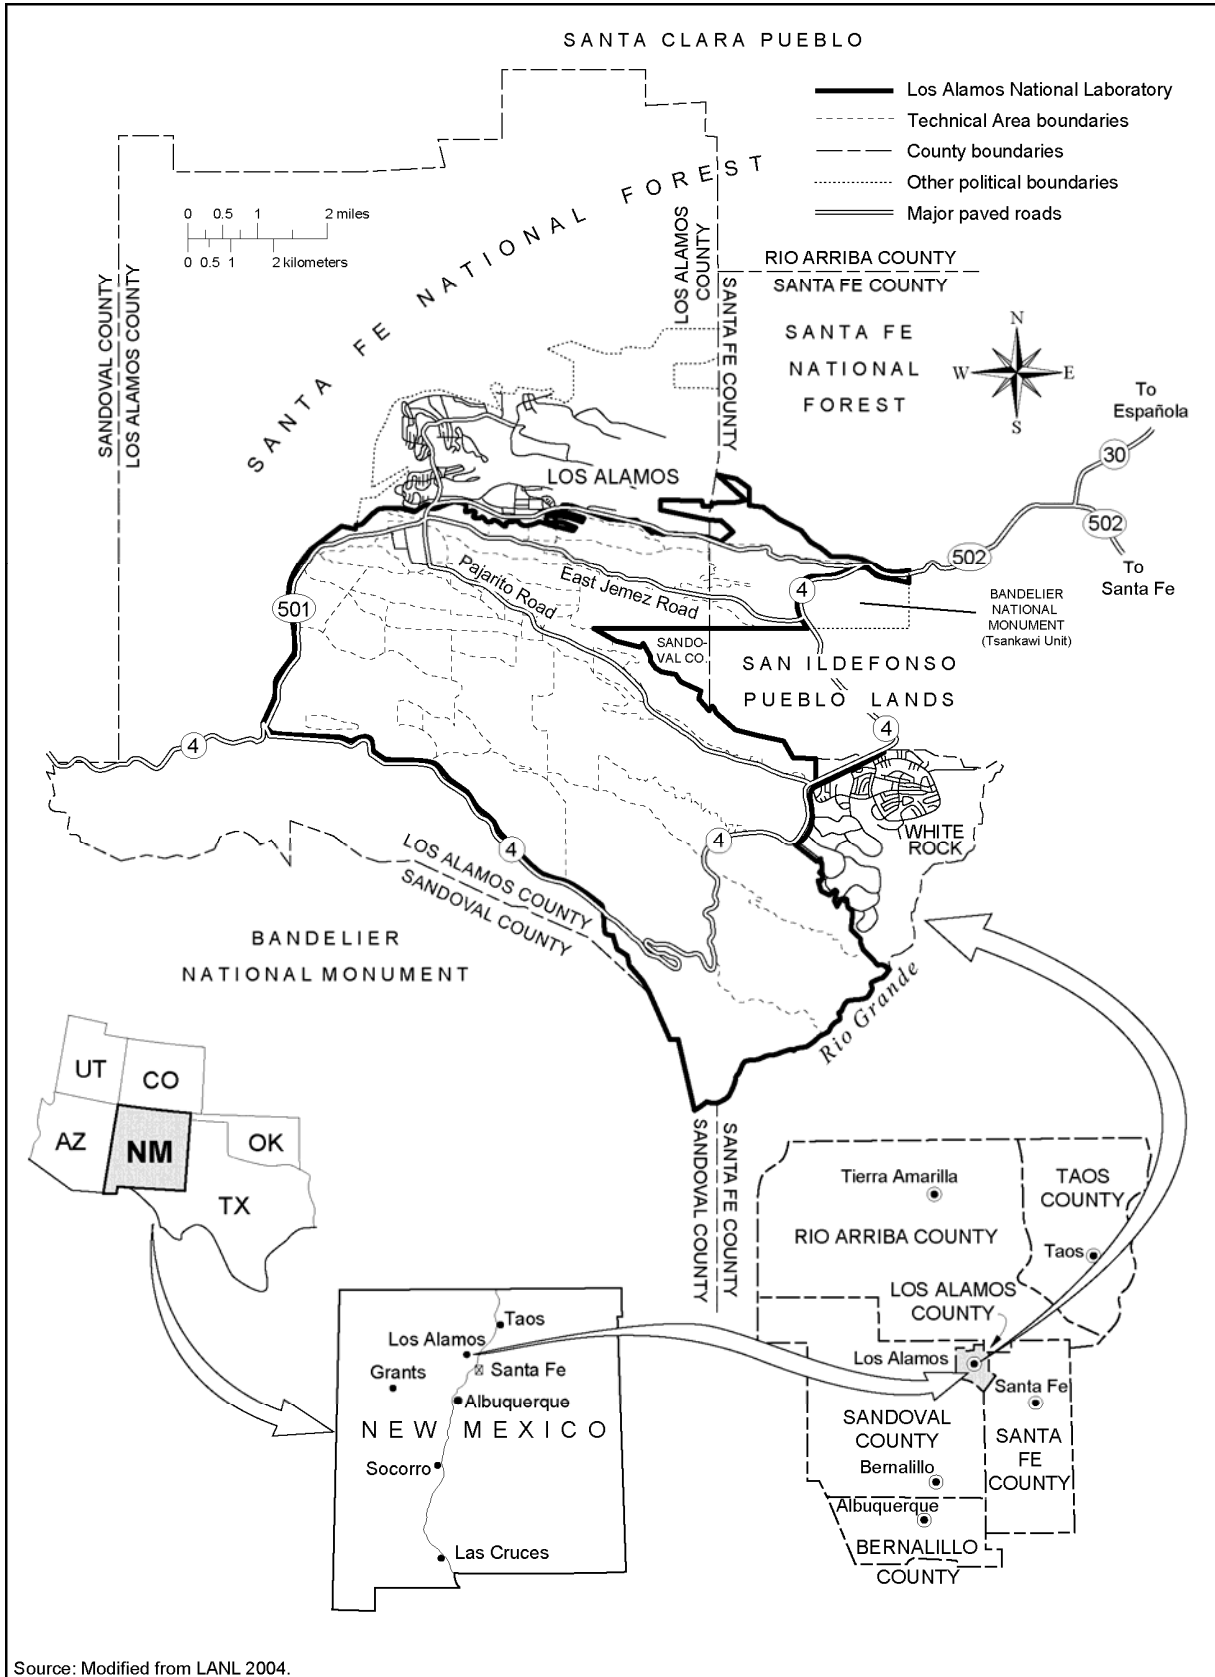 SANTA CLARA PUEBLO
Los Alamos National Laboratory
Technical Area boundaries
County boundaries
Other political boundaries
Major paved roads
SANTA FE NATIONAL FOREST
0 0.5 1 2 miles
0 0.5 1 2 kilometers
SANDOVAL COUNTY
LOS ALAMOS COUNTY
LOS ALAMOS
COUNTY
SANTA FE COUNTY
RIO ARRIBA COUNTY
SANTA FE COUNTY
SANTA FE
NATIONAL
FOREST
N
W E
S
To
Española
30
502
502
To
Santa Fe
LOS ALAMOS
501
Pajarito Road
East Jemez Road
4
BANDELIER
NATIONAL
MONUMENT
(Tsankawi Unit)
SANDO-
VAL CO.
SAN ILDEFONSO
PUEBLO LANDS
4
4
4
4
WHITE
ROCK
LOS ALAMOS COUNTY
SANDOVAL COUNTY
BANDELIER
NATIONAL MONUMENT
Rio Grande
SANDOVAL COUNTY
SANTA FE COUNTY
UT
CO
AZ
NM
OK
TX
Taos
Los Alamos
Santa Fe
Grants
Albuquerque
NEW MEXICO
Socorro
Las Cruces
Tierra Amarilla
TAOS
COUNTY
RIO ARRIBA COUNTY
Taos
LOS ALAMOS
COUNTY
Los Alamos
Santa Fe
SANDOVAL
COUNTY
SANTA
FE
COUNTY
Bernalillo
Albuquerque
BERNALILLO
COUNTY
Source: Modified from LANL 2004.